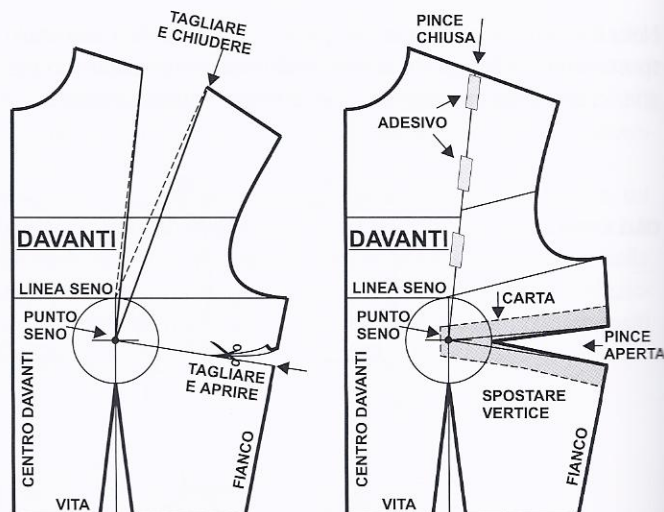 TAGLIARE
E CHIUDERE
DAVANTI
LINEA SENO
PUNTO
SENO
TAGLIARE
E APRIRE
CENTRO DAVANTI
FIANCO
VITA
PINCE
CHIUSA
ADESIVO
DAVANTI
LINEA SENO
CARTA
PUNTO
SENO
PINCE
APERTA
SPOSTARE
VERTICE
CENTRO DAVANTI
FIANCO
VITA